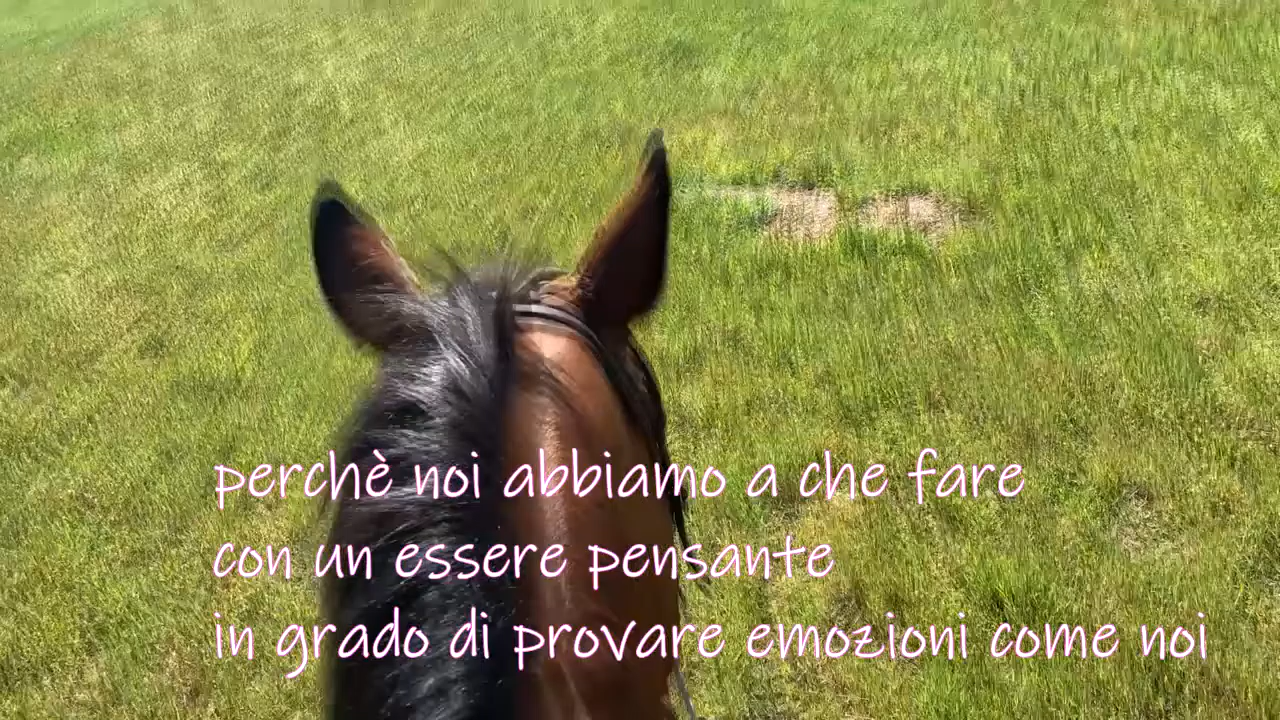 perchè noi abbiamo a che fare
con un essere pensante
in grado di provare emozioni come noi